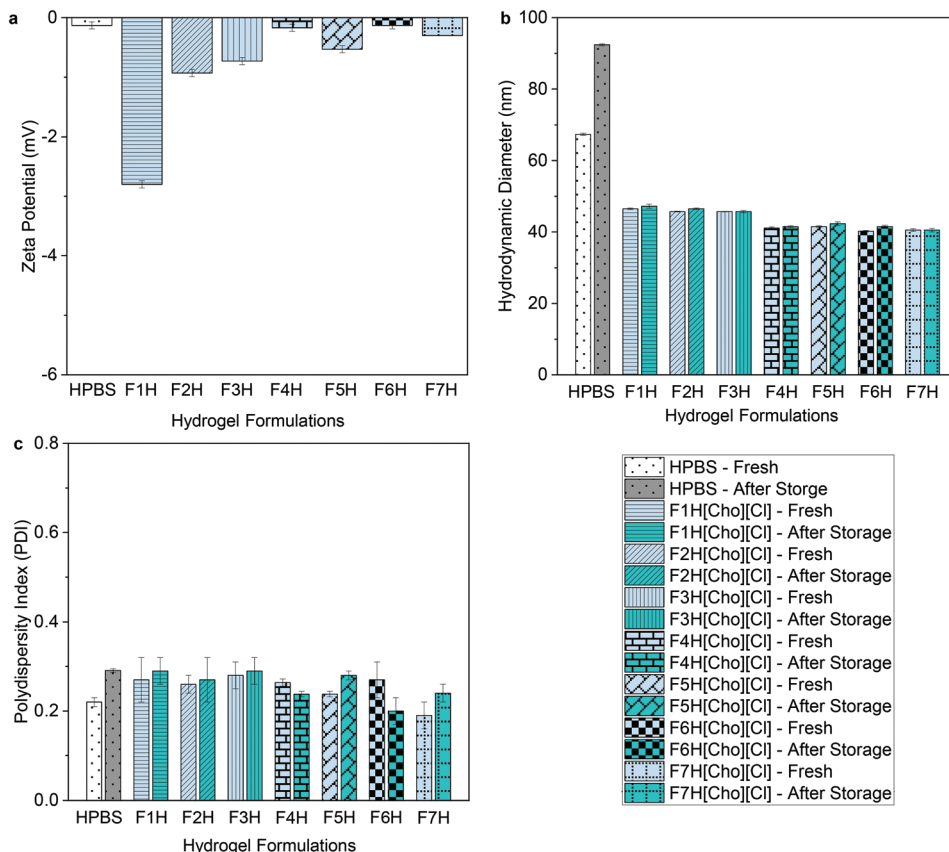 a
0
-2
-4
-6
Zeta Potential (mV)
HPBS F1H F2H F3H F4H F5H F6H F7H
Hydrogel Formulations
b
100
80
60
40
20
0
Hydrodynamic Diameter (nm)
HPBS F1H F2H F3H F4H F5H F6H F7H
Hydrogel Formulations
c
0.8
0.6
0.4
0.2
0.0
Polydispersity Index (PDI)
HPBS F1H F2H F3H F4H F5H F6H F7H
Hydrogel Formulations
HPBS - Fresh
HPBS - After Storge
F1H[Cho][Cl] - Fresh
F1H[Cho][Cl] - After Storage
F2H[Cho][Cl] - Fresh
F2H[Cho][Cl] - After Storage
F3H[Cho][Cl] - Fresh
F3H[Cho][Cl] - After Storage
F4H[Cho][Cl] - Fresh
F4H[Cho][Cl] - After Storage
F5H[Cho][Cl] - Fresh
F5H[Cho][Cl] - After Storage
F6H[Cho][Cl] - Fresh
F6H[Cho][Cl] - After Storage
F7H[Cho][Cl] - Fresh
F7H[Cho][Cl] - After Storage